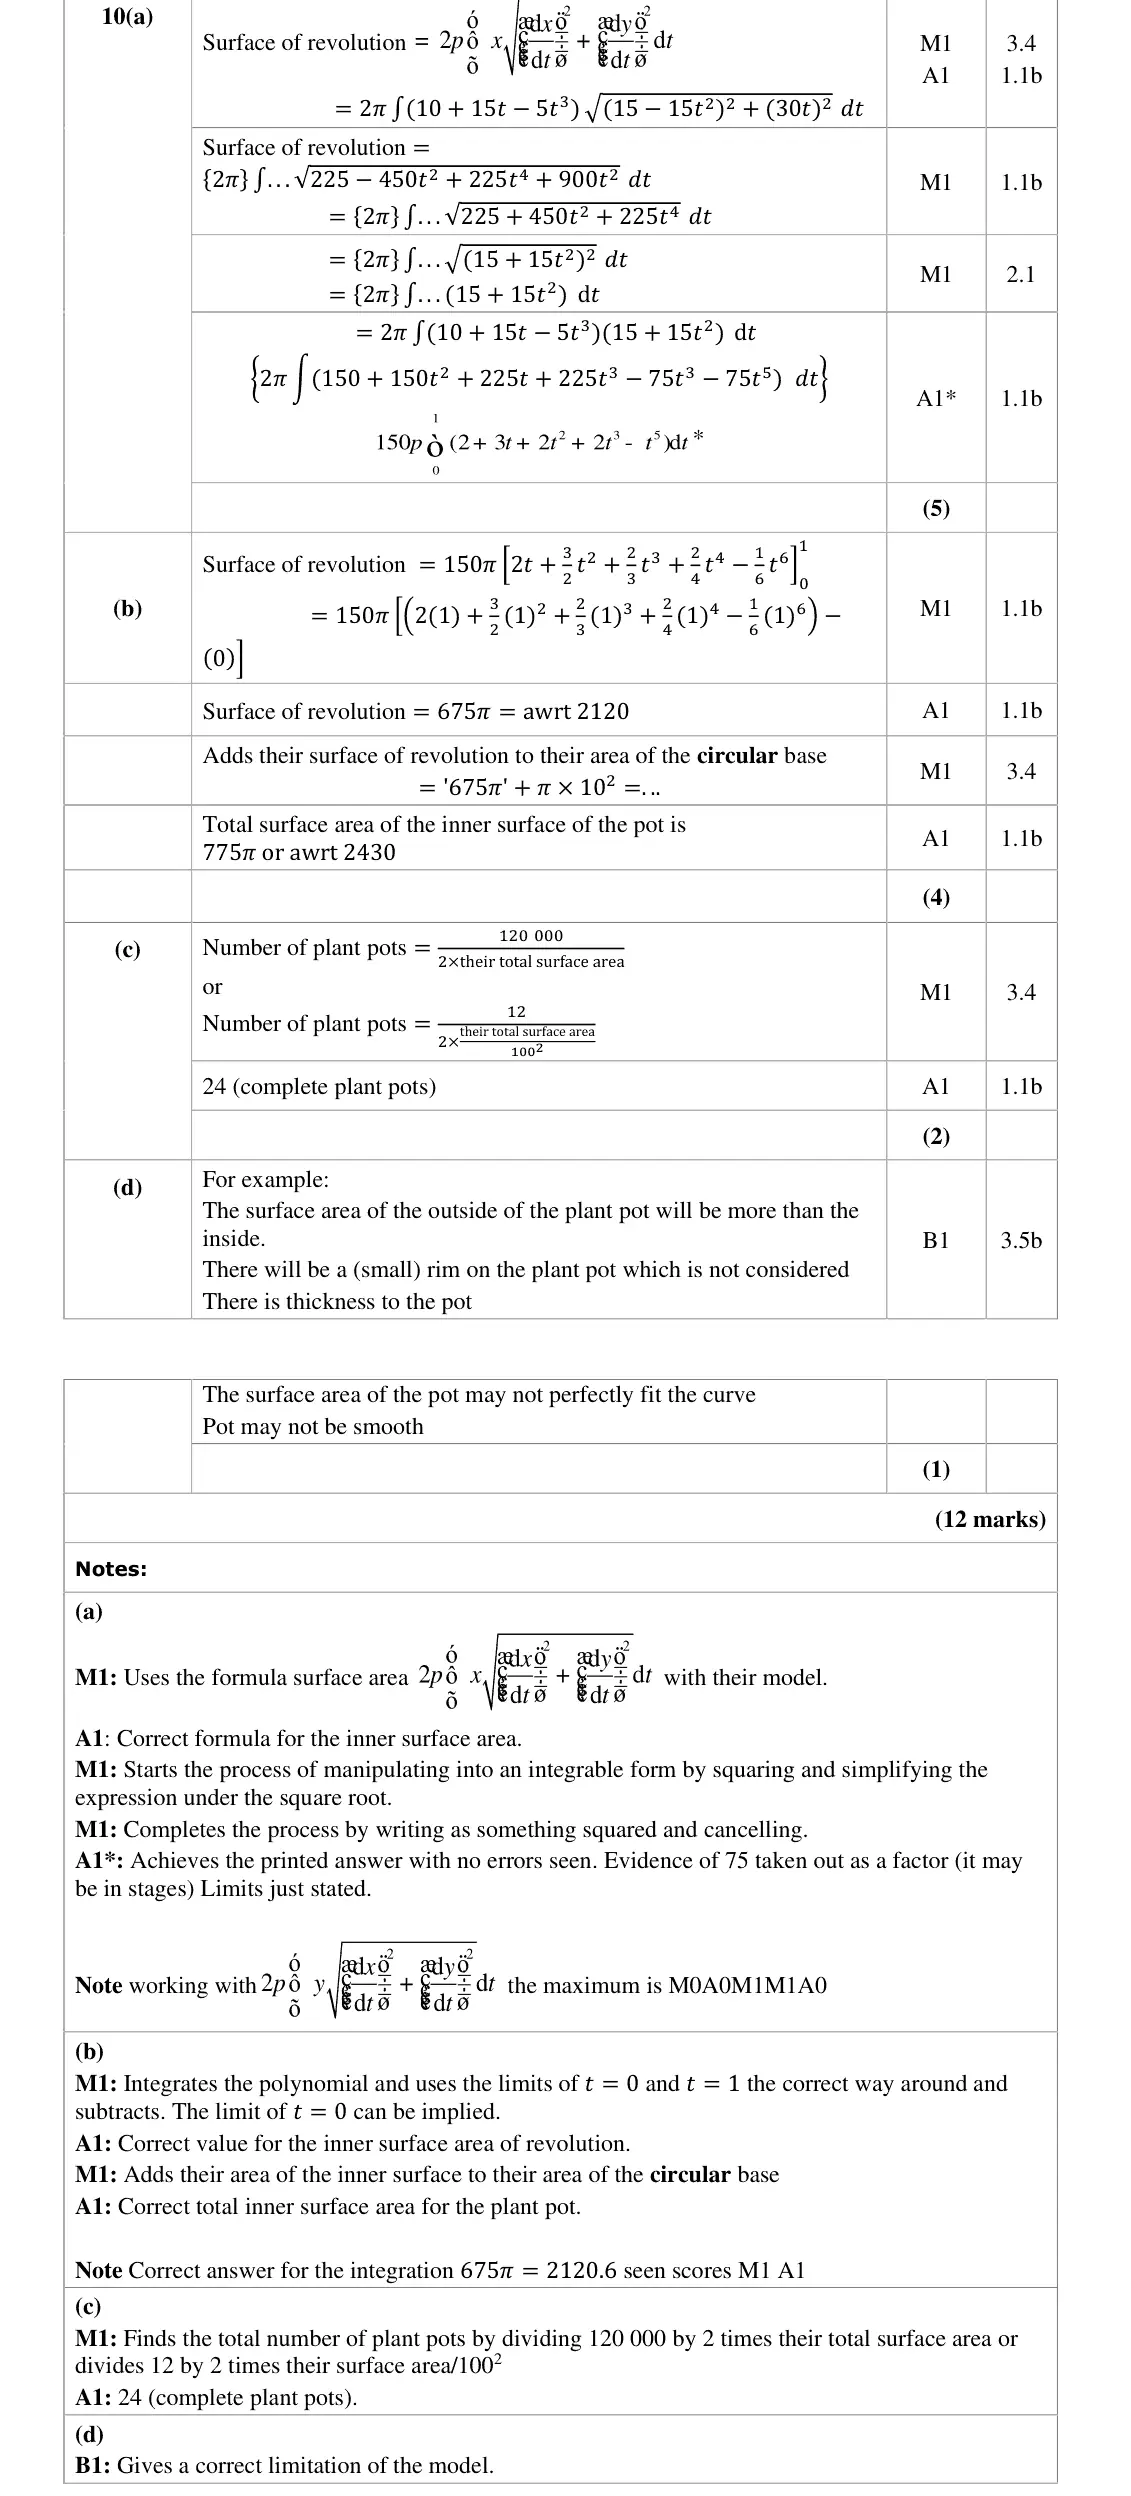 10(a)
Surface of revolution = 2p ó ô õ x √ æ ç è dx dt ö ÷ ø 2 + æ ç è dy dt ö ÷ ø 2 dt
M1 3.4
A1 1.1b
= 2π ∫(10 + 15t − 5t³) √((15 − 15t²)² + (30t)²) dt
Surface of revolution =
{2π} ∫… √(225 − 450t² + 225t⁴ + 900t²) dt
M1 1.1b
= {2π} ∫… √(225 + 450t² + 225t⁴) dt
= {2π} ∫… √((15 + 15t²)²) dt
M1 2.1
= {2π} ∫… (15 + 15t²) dt
= 2π ∫(10 + 15t − 5t³)(15 + 15t²) dt
{2π ∫ (150 + 150t² + 225t + 225t³ − 75t³ − 75t⁵) dt}
A1* 1.1b
1
150p ò (2+ 3t + 2t² + 2t³ - t⁵)dt *
0
(5)
(b)
Surface of revolution = 150π [2t + 3/2 t² + 2/3 t³ + 2/4 t⁴ − 1/6 t⁶]₀¹
= 150π [(2(1) + 3/2 (1)² + 2/3 (1)³ + 2/4 (1)⁴ − 1/6 (1)⁶) −
(0)]
M1 1.1b
Surface of revolution = 675π = awrt 2120 A1 1.1b
Adds their surface of revolution to their area of the circular base
= '675π' + π × 10² =…
M1 3.4
Total surface area of the inner surface of the pot is
775π or awrt 2430
A1 1.1b
(4)
(c)
Number of plant pots = 120 000 / 2×their total surface area
or
M1 3.4
Number of plant pots = 12 / 2× their total surface area / 100²
24 (complete plant pots) A1 1.1b
(2)
(d)
For example:
The surface area of the outside of the plant pot will be more than the
inside.
B1 3.5b
There will be a (small) rim on the plant pot which is not considered
There is thickness to the pot
The surface area of the pot may not perfectly fit the curve
Pot may not be smooth
(1)
(12 marks)
Notes:
(a)
M1: Uses the formula surface area 2p ó ô õ x √ æ ç è dx dt ö ÷ ø 2 + æ ç è dy dt ö ÷ ø 2 dt with their model.
A1: Correct formula for the inner surface area.
M1: Starts the process of manipulating into an integrable form by squaring and simplifying the
expression under the square root.
M1: Completes the process by writing as something squared and cancelling.
A1*: Achieves the printed answer with no errors seen. Evidence of 75 taken out as a factor (it may
be in stages) Limits just stated.
Note working with 2p ó ô õ y √ æ ç è dx dt ö ÷ ø 2 + æ ç è dy dt ö ÷ ø 2 dt the maximum is M0A0M1M1A0
(b)
M1: Integrates the polynomial and uses the limits of t = 0 and t = 1 the correct way around and
subtracts. The limit of t = 0 can be implied.
A1: Correct value for the inner surface area of revolution.
M1: Adds their area of the inner surface to their area of the circular base
A1: Correct total inner surface area for the plant pot.
Note Correct answer for the integration 675π = 2120.6 seen scores M1 A1
(c)
M1: Finds the total number of plant pots by dividing 120 000 by 2 times their total surface area or
divides 12 by 2 times their surface area/100²
A1: 24 (complete plant pots).
(d)
B1: Gives a correct limitation of the model.